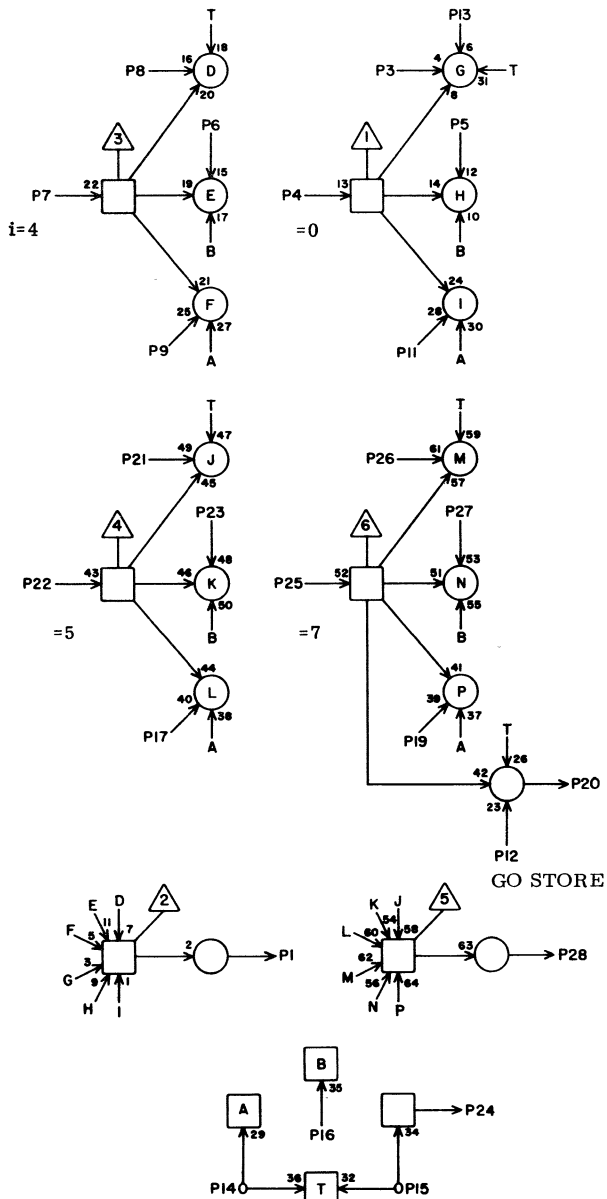 T
P13
16 18
4 6
P8 D
P3 G T
20
8 31
3
P6
1
P5
15
12
22 19 E
13 14 H
P7
P4
i=4
17
=0
10
B
B
21
24
F
I
25 27
28 30
P9
P11
A
A
T
T
49 47
61 59
P21 J
P26 M
45
57
4
P23
6
P27
48
53
43 46 K
52 51 N
P22
P25
=5
50
=7
55
B
B
44
41
L
P
40 38
39 37
P17
P19
A
A
T
26
42
P20
23
P12
GO STORE
E D 2
K J 5
F 5 11 7
L 60 54 58
2 P1
63 P28
G 3 9 1
M 62 56 64
H I
N P
B
35
A
29
P16
34
P24
P14 36 T 32 P15